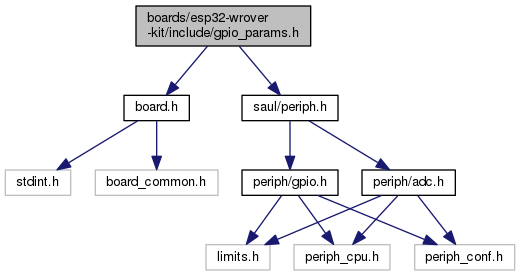 boards/esp32-wrover
-kit/include/gpio_params.h
board.h
saul/periph.h
stdint.h
board_common.h
periph/gpio.h
periph/adc.h
limits.h
periph_cpu.h
periph_conf.h